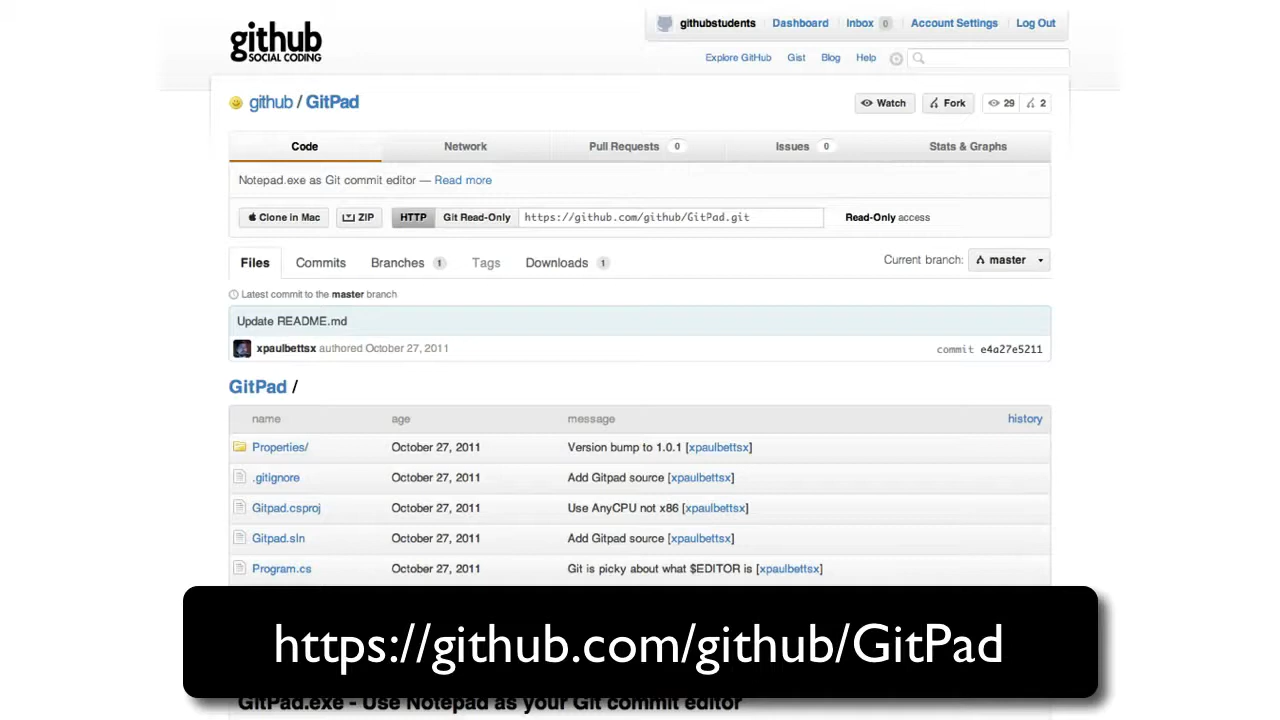 github
SOCIAL CODING
githubstudents Dashboard Inbox 0 Account Settings Log Out
Explore GitHub Gist Blog Help
github / GitPad
Watch Fork 29 2
Code Network Pull Requests 0 Issues 0 Stats & Graphs
Notepad.exe as Git commit editor — Read more
Clone in Mac ZIP HTTP Git Read-Only https://github.com/github/GitPad.git Read-Only access
Files Commits Branches 1 Tags Downloads 1 Current branch: master
Latest commit to the master branch
Update README.md
xpaulbettsx authored October 27, 2011 commit e4a27e5211
GitPad /
name age message history
Properties/ October 27, 2011 Version bump to 1.0.1 [xpaulbettsx]
.gitignore October 27, 2011 Add Gitpad source [xpaulbettsx]
Gitpad.csproj October 27, 2011 Use AnyCPU not x86 [xpaulbettsx]
Gitpad.sln October 27, 2011 Add Gitpad source [xpaulbettsx]
Program.cs October 27, 2011 Git is picky about what $EDITOR is [xpaulbettsx]
https://github.com/github/GitPad
GitPad.exe - Use Notepad as your Git commit editor